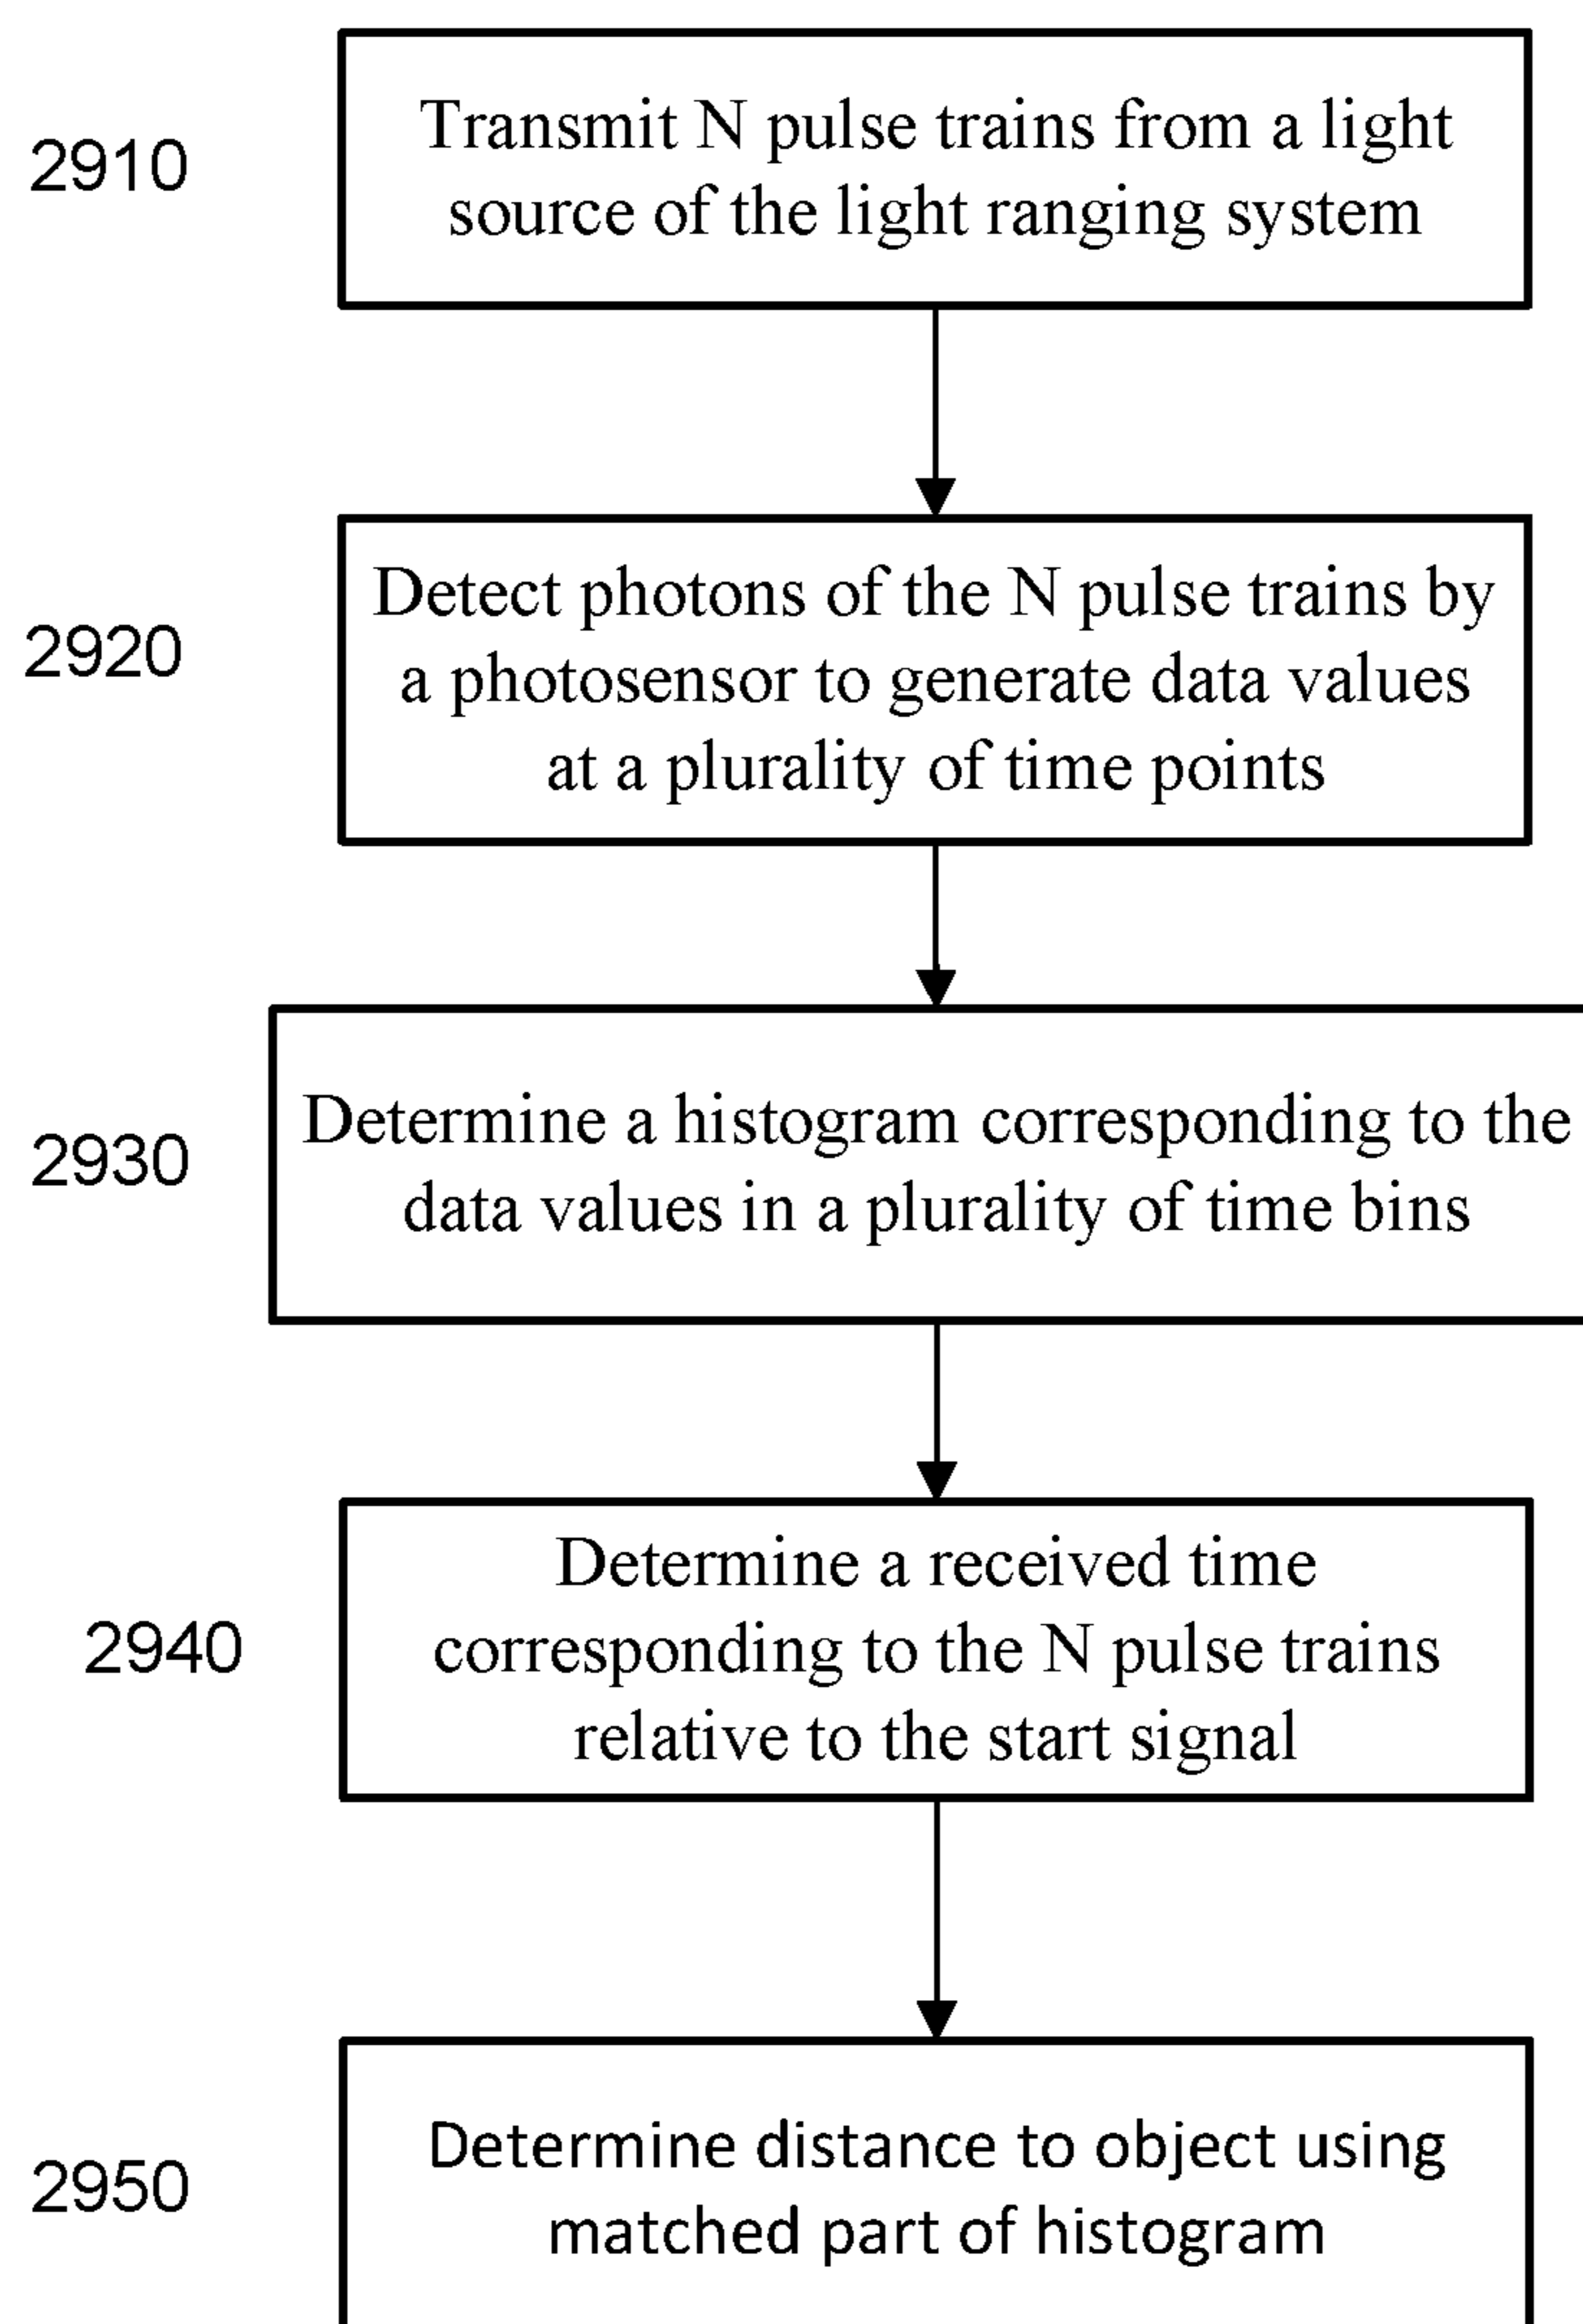 2910
Transmit N pulse trains from a light
source of the light ranging system
2920
Detect photons of the N pulse trains by
a photosensor to generate data values
at a plurality of time points
2930
Determine a histogram corresponding to the
data values in a plurality of time bins
2940
Determine a received time
corresponding to the N pulse trains
relative to the start signal
2950
Determine distance to object using
matched part of histogram